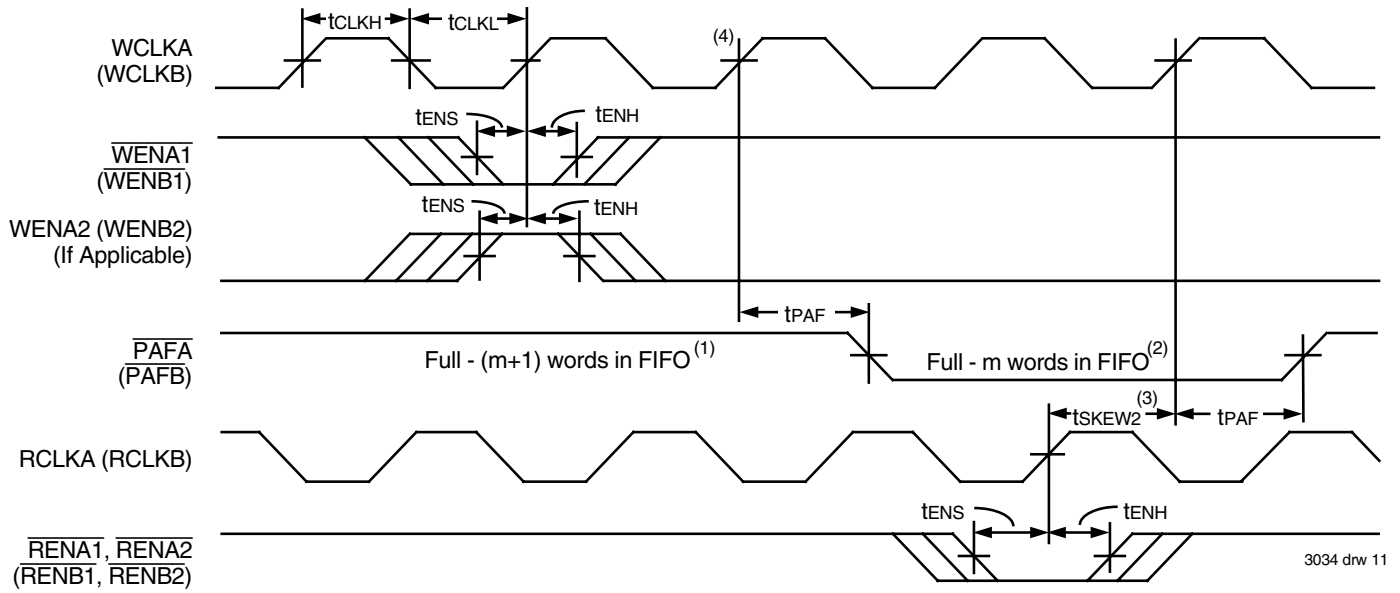 tCLKH
tCLKL
WCLKA
(WCLKB)
(4)
tENS
tENH
WENA1
(WENB1)
tENS
tENH
WENA2 (WENB2)
(If Applicable)
tPAF
PAFA
(PAFB)
Full - (m+1) words in FIFO(1)
Full - m words in FIFO(2)
(3)
tSKEW2
tPAF
RCLKA (RCLKB)
tENS
tENH
RENA1, RENA2
(RENB1, RENB2)
3034 drw 11